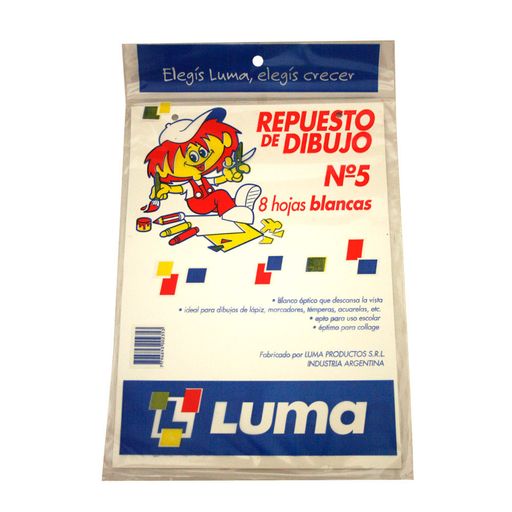 Elegís Luma, elegís crecer
REPUESTO
DE DIBUJO
Nº5
8 hojas blancas
• Blanco óptico que descansa la vista
• ideal para dibujos de lápiz, marcadores, témperas, acuarelas, etc.
• apto para uso escolar
• óptimo para collage
Fabricado por LUMA PRODUCTOS S.R.L.
INDUSTRIA ARGENTINA
LUMA